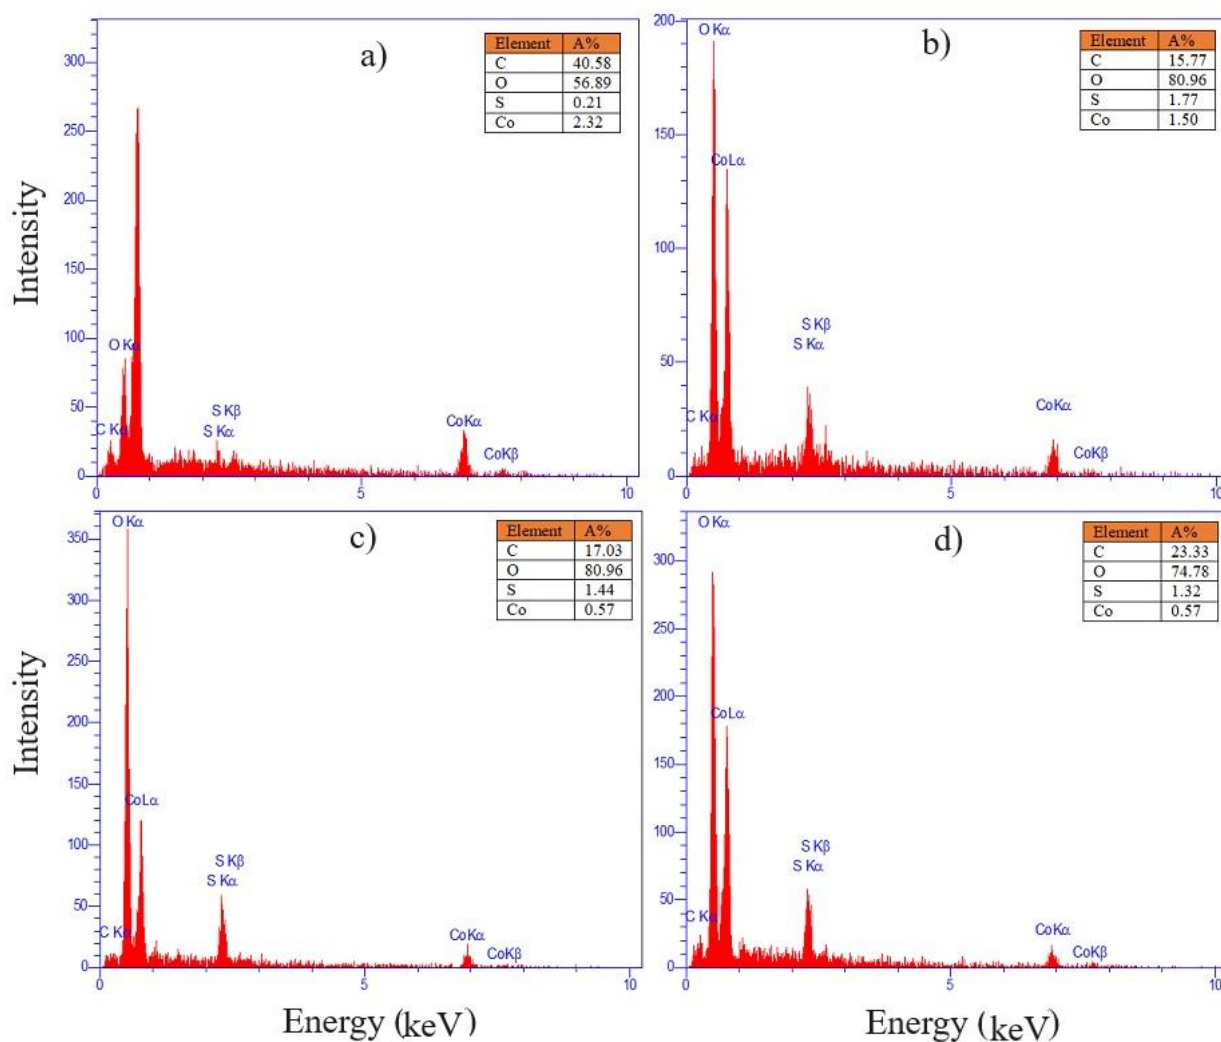 a)
Element A%
C 40.58
O 56.89
S 0.21
Co 2.32
300
250
200
150
100
50
0
O Kα
C Kα
S Kβ
S Kα
CoKα
CoKβ
0 5 10
Intensity
b)
Element A%
C 15.77
O 80.96
S 1.77
Co 1.50
200
150
100
50
0
O Kα
CoLα
S Kβ
S Kα
C Kα
CoKα
CoKβ
0 5 10
c)
Element A%
C 17.03
O 80.96
S 1.44
Co 0.57
350
300
250
200
150
100
50
0
O Kα
CoLα
S Kβ
S Kα
C Kα
CoKα
CoKβ
0 5 10
Intensity
Energy (keV)
d)
Element A%
C 23.33
O 74.78
S 1.32
Co 0.57
300
250
200
150
100
50
0
O Kα
CoLα
S Kβ
S Kα
C Kα
CoKα
CoKβ
0 5 10
Energy (keV)